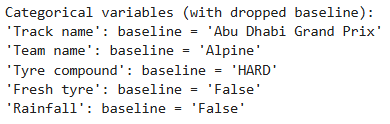 Categorical variables (with dropped baseline):
'Track name': baseline = 'Abu Dhabi Grand Prix'
'Team name': baseline = 'Alpine'
'Tyre compound': baseline = 'HARD'
'Fresh tyre': baseline = 'False'
'Rainfall': baseline = 'False'